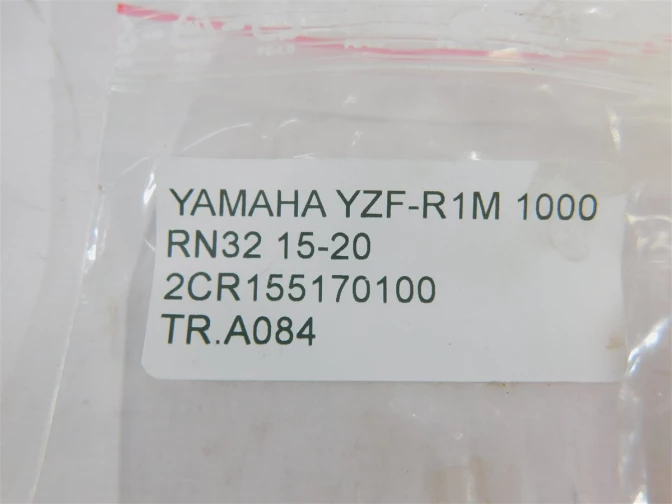 YAMAHA YZF-R1M 1000
RN32 15-20
2CR155170100
TR.A084